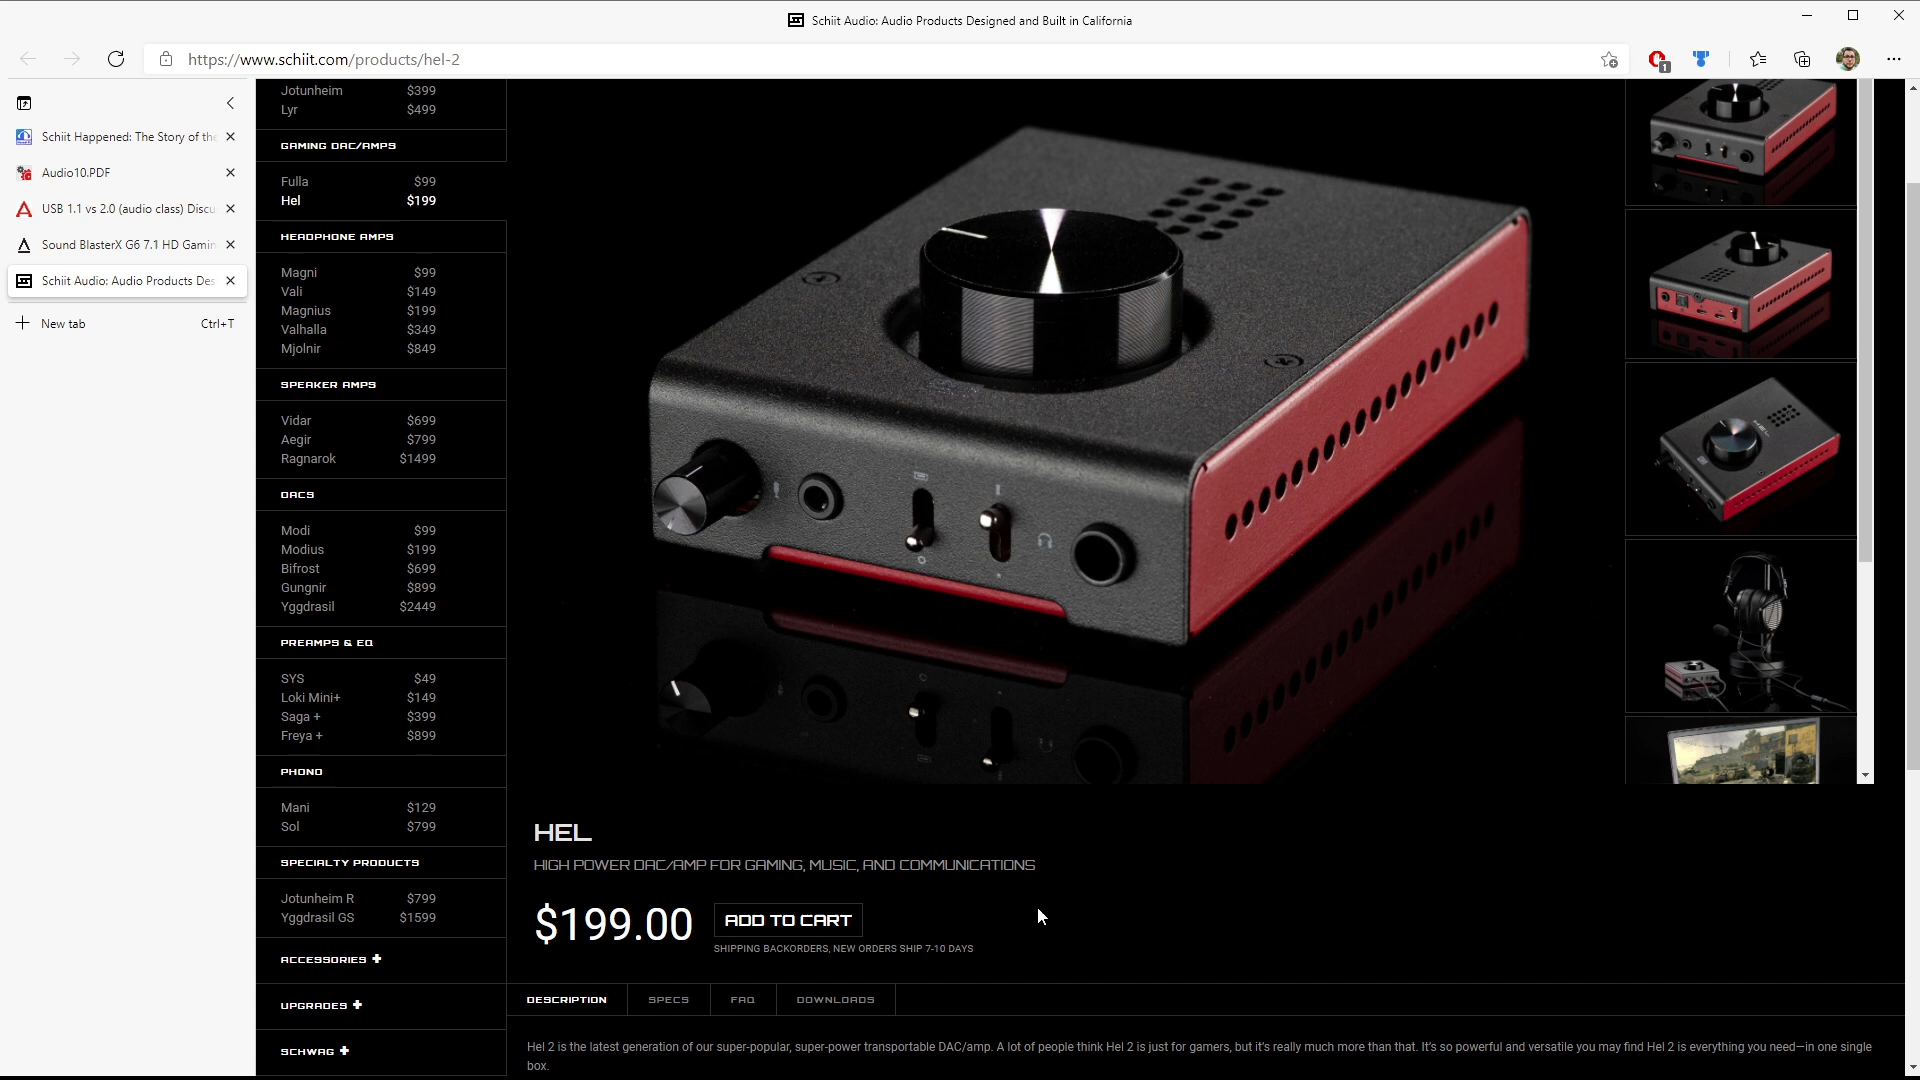 Schiit Audio: Audio Products Designed and Built in California
https://www.schiit.com/products/hel-2
1
Schiit Happened: The Story of the
Audio10.PDF
USB 1.1 vs 2.0 (audio class) Discu
Sound BlasterX G6 7.1 HD Gamin
Schiit Audio: Audio Products Des
New tab Ctrl+T
Jotunheim $399
Lyr $499
GAMING DAC/AMPS
Fulla $99
Hel $199
HEADPHONE AMPS
Magni $99
Vali $149
Magnius $199
Valhalla $349
Mjolnir $849
SPEAKER AMPS
Vidar $699
Aegir $799
Ragnarok $1499
DACS
Modi $99
Modius $199
Bifrost $699
Gungnir $899
Yggdrasil $2449
PREAMPS & EQ
SYS $49
Loki Mini+ $149
Saga + $399
Freya + $899
PHONO
Mani $129
Sol $799
SPECIALTY PRODUCTS
Jotunheim R $799
Yggdrasil GS $1599
ACCESSORIES +
UPGRADES +
SCHWAG +
HEL
HIGH POWER DAC/AMP FOR GAMING, MUSIC, AND COMMUNICATIONS
$199.00 ADD TO CART
SHIPPING BACKORDERS, NEW ORDERS SHIP 7-10 DAYS
DESCRIPTION SPECS FAQ DOWNLOADS
Hel 2 is the latest generation of our super-popular, super-power transportable DAC/amp. A lot of people think Hel 2 is just for gamers, but it's really much more than that. It's so powerful and versatile you may find Hel 2 is everything you need—in one single
box.